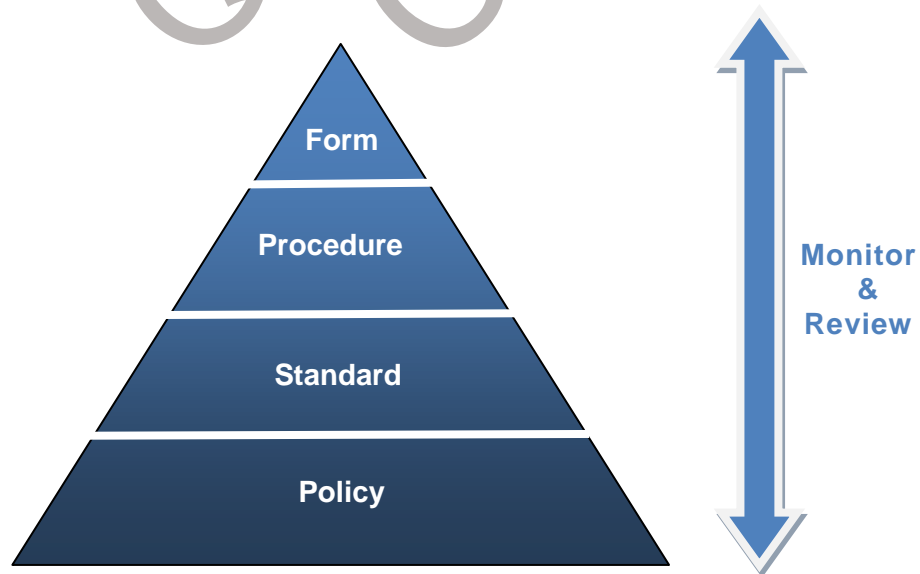 Form
Procedure
Standard
Policy
Monitor
&
Review